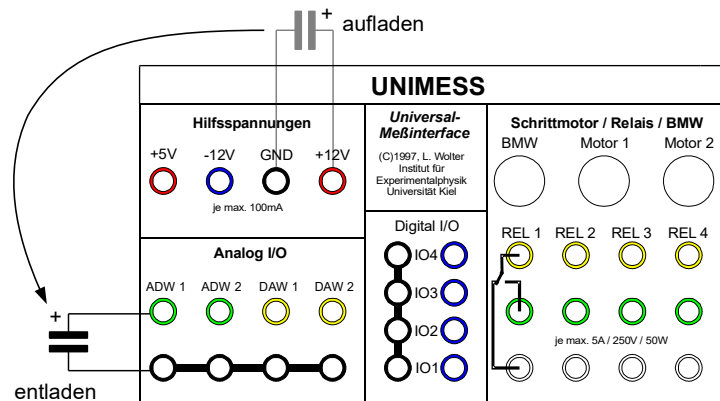 + aufladen
UNIMESS
Hilfsspannungen
+5V -12V GND +12V
je max. 100mA
Universal-
Meßinterface
(C)1997, L. Wolter
Institut für
Experimentalphysik
Universität Kiel
Schrittmotor / Relais / BMW
BMW Motor 1 Motor 2
Analog I/O
ADW 1 ADW 2 DAW 1 DAW 2
Digital I/O
IO4
IO3
IO2
IO1
REL 1 REL 2 REL 3 REL 4
je max. 5A / 250V / 50W
+
entladen